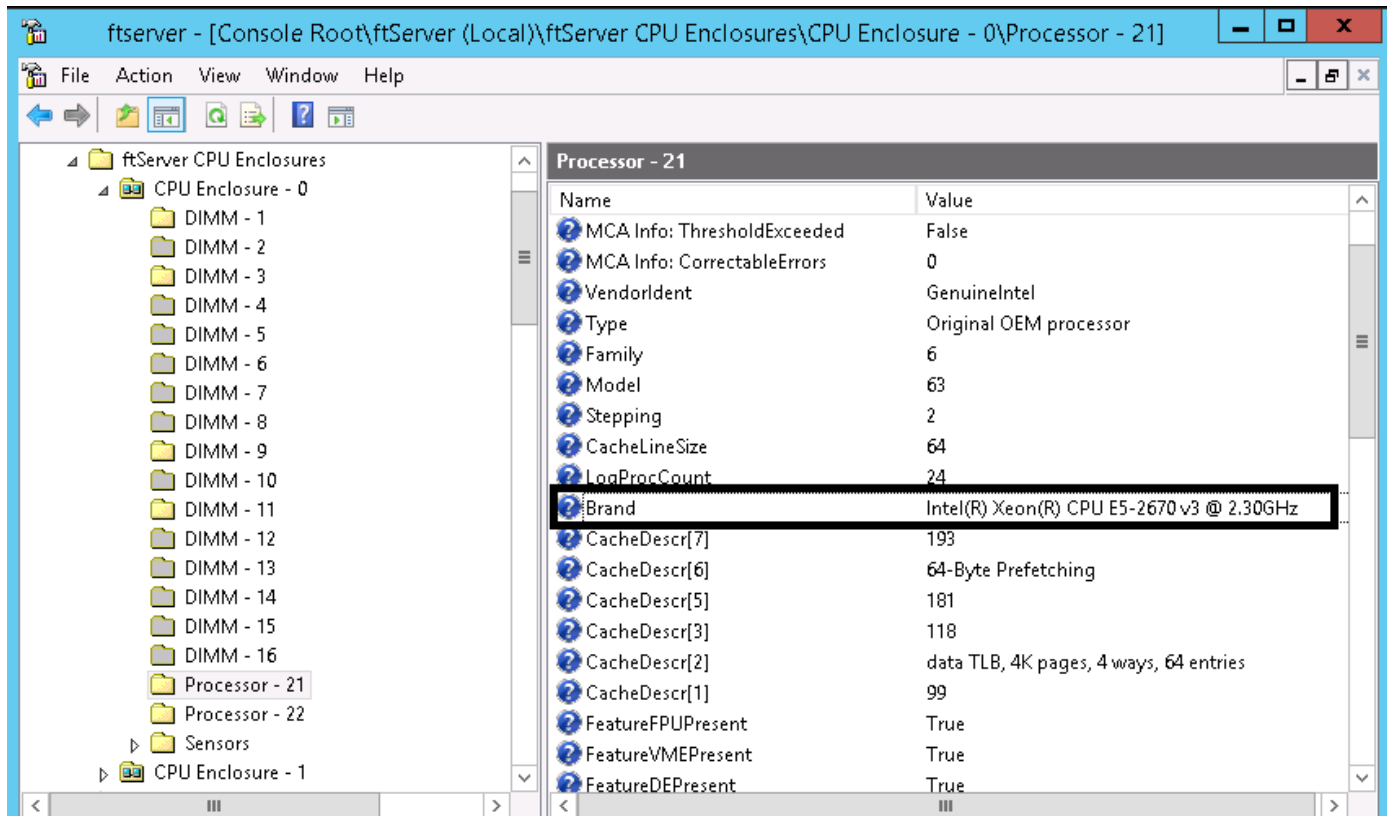 ftserver - [Console Root\ftServer (Local)\ftServer CPU Enclosures\CPU Enclosure - 0\Processor - 21]
File Action View Window Help
ftServer CPU Enclosures
CPU Enclosure - 0
DIMM - 1
DIMM - 2
DIMM - 3
DIMM - 4
DIMM - 5
DIMM - 6
DIMM - 7
DIMM - 8
DIMM - 9
DIMM - 10
DIMM - 11
DIMM - 12
DIMM - 13
DIMM - 14
DIMM - 15
DIMM - 16
Processor - 21
Processor - 22
Sensors
CPU Enclosure - 1
Processor - 21
Name Value
MCA Info: ThresholdExceeded False
MCA Info: CorrectableErrors 0
VendorIdent GenuineIntel
Type Original OEM processor
Family 6
Model 63
Stepping 2
CacheLineSize 64
LogProcCount 24
Brand Intel(R) Xeon(R) CPU E5-2670 v3 @ 2.30GHz
CacheDescr[7] 193
CacheDescr[6] 64-Byte Prefetching
CacheDescr[5] 181
CacheDescr[3] 118
CacheDescr[2] data TLB, 4K pages, 4 ways, 64 entries
CacheDescr[1] 99
FeatureFPUPresent True
FeatureVMEPresent True
FeatureDEPresent True